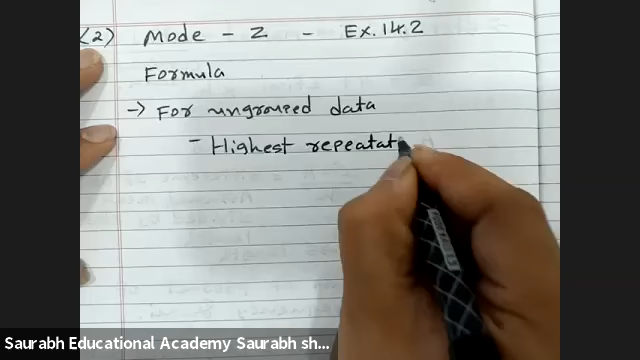 (2) Mode - Z - Ex.14.2
Formula
→ For ungrouped data
- Highest repeatat
Saurabh Educational Academy Saurabh sh...